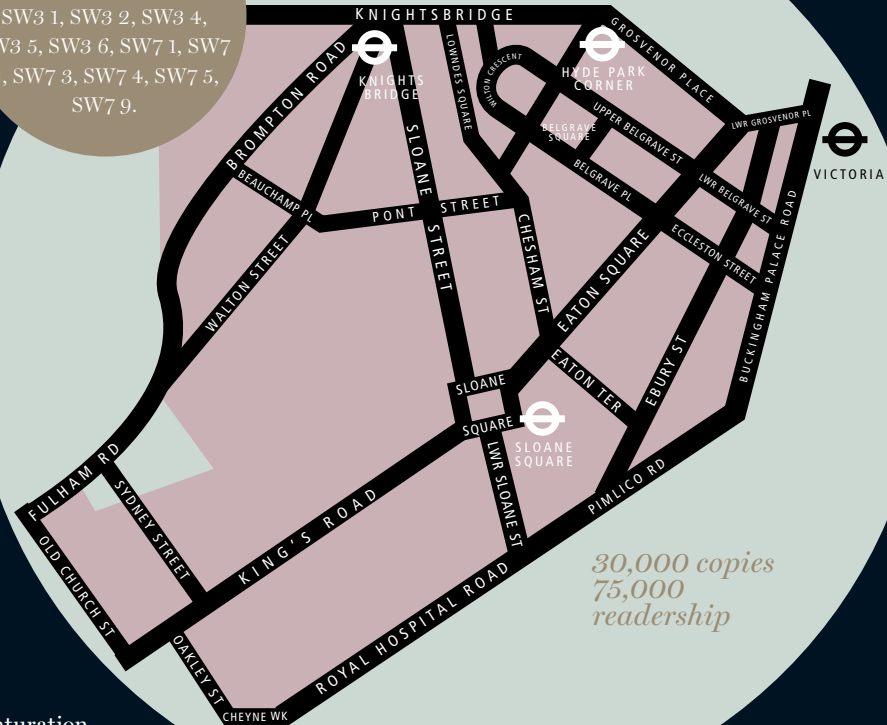 SW3 1, SW3 2, SW3 4,
W3 5, SW3 6, SW7 1, SW7
, SW7 3, SW7 4, SW7 5,
SW7 9.
KNIGHTSBRIDGE
GROSVENOR PLACE
KNIGHTS
BRIDGE
HYDE PARK
CORNER
LOWNDES SQUARE
WILTON CRESCENT
BROMPTON ROAD
BELGRAVE
SQUARE
UPPER BELGRAVE ST
LWR GROSVENOR PL
VICTORIA
SLOANE STREET
BEAUCHAMP PL
PONT STREET
BELGRAVE PL
LWR BELGRAVE ST
ECCLESTON STREET
BUCKINGHAM PALACE ROAD
WALTON STREET
CHESHAM ST
EATON SQUARE
EATON TER
EBURY ST
SLOANE
SQUARE
SLOANE
SQUARE
LWR SLOANE ST
PIMLICO RD
FULHAM RD
SYDNEY STREET
KING'S ROAD
OLD CHURCH ST
ROYAL HOSPITAL ROAD
OAKLEY ST
CHEYNE WK
30,000 copies
75,000
readership